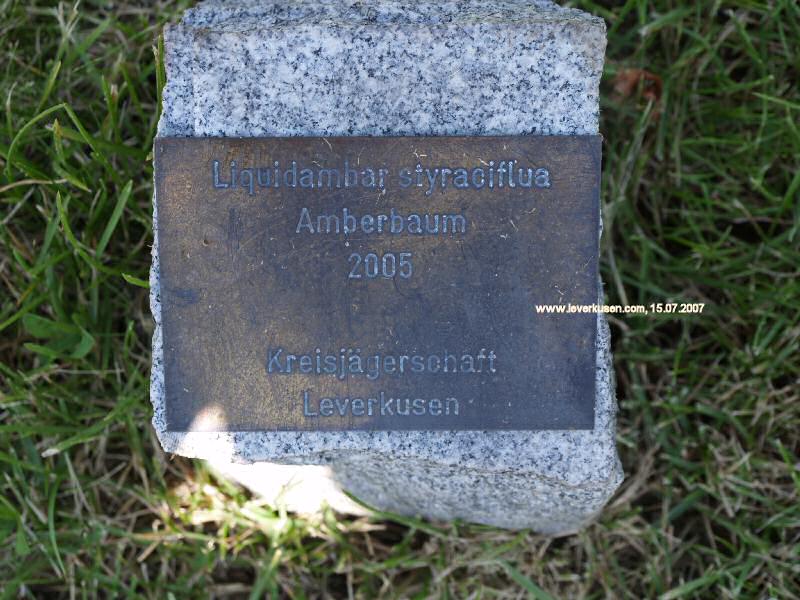 Liquidambar styraciflua
Amberbaum
2005
www.leverkusen.com, 15.07.2007
Kreisjägerschaft
Leverkusen